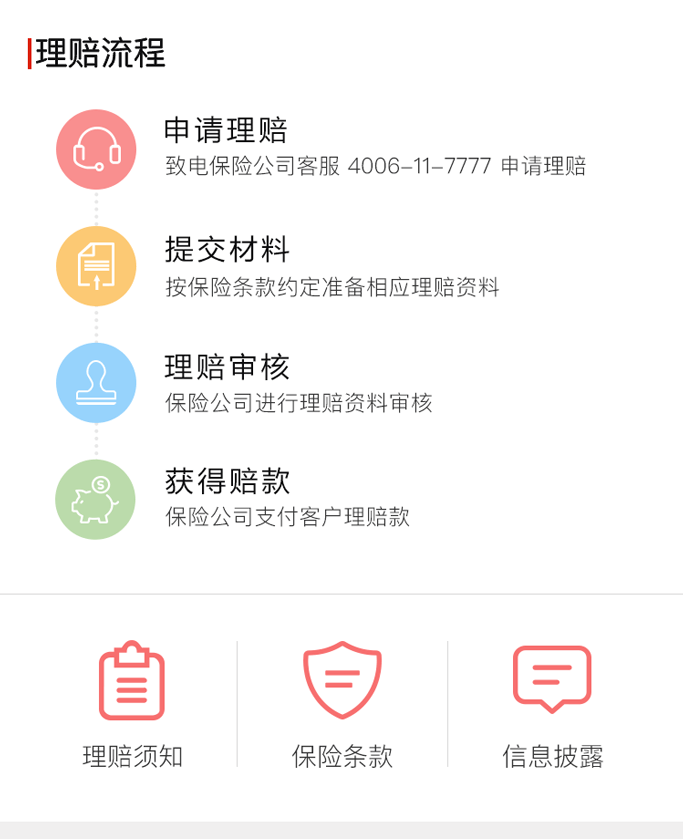 理赔流程
申请理赔
致电保险公司客服 4006-11-7777 申请理赔
提交材料
按保险条款约定准备相应理赔资料
理赔审核
保险公司进行理赔资料审核
获得赔款
保险公司支付客户理赔款
理赔须知
保险条款
信息披露